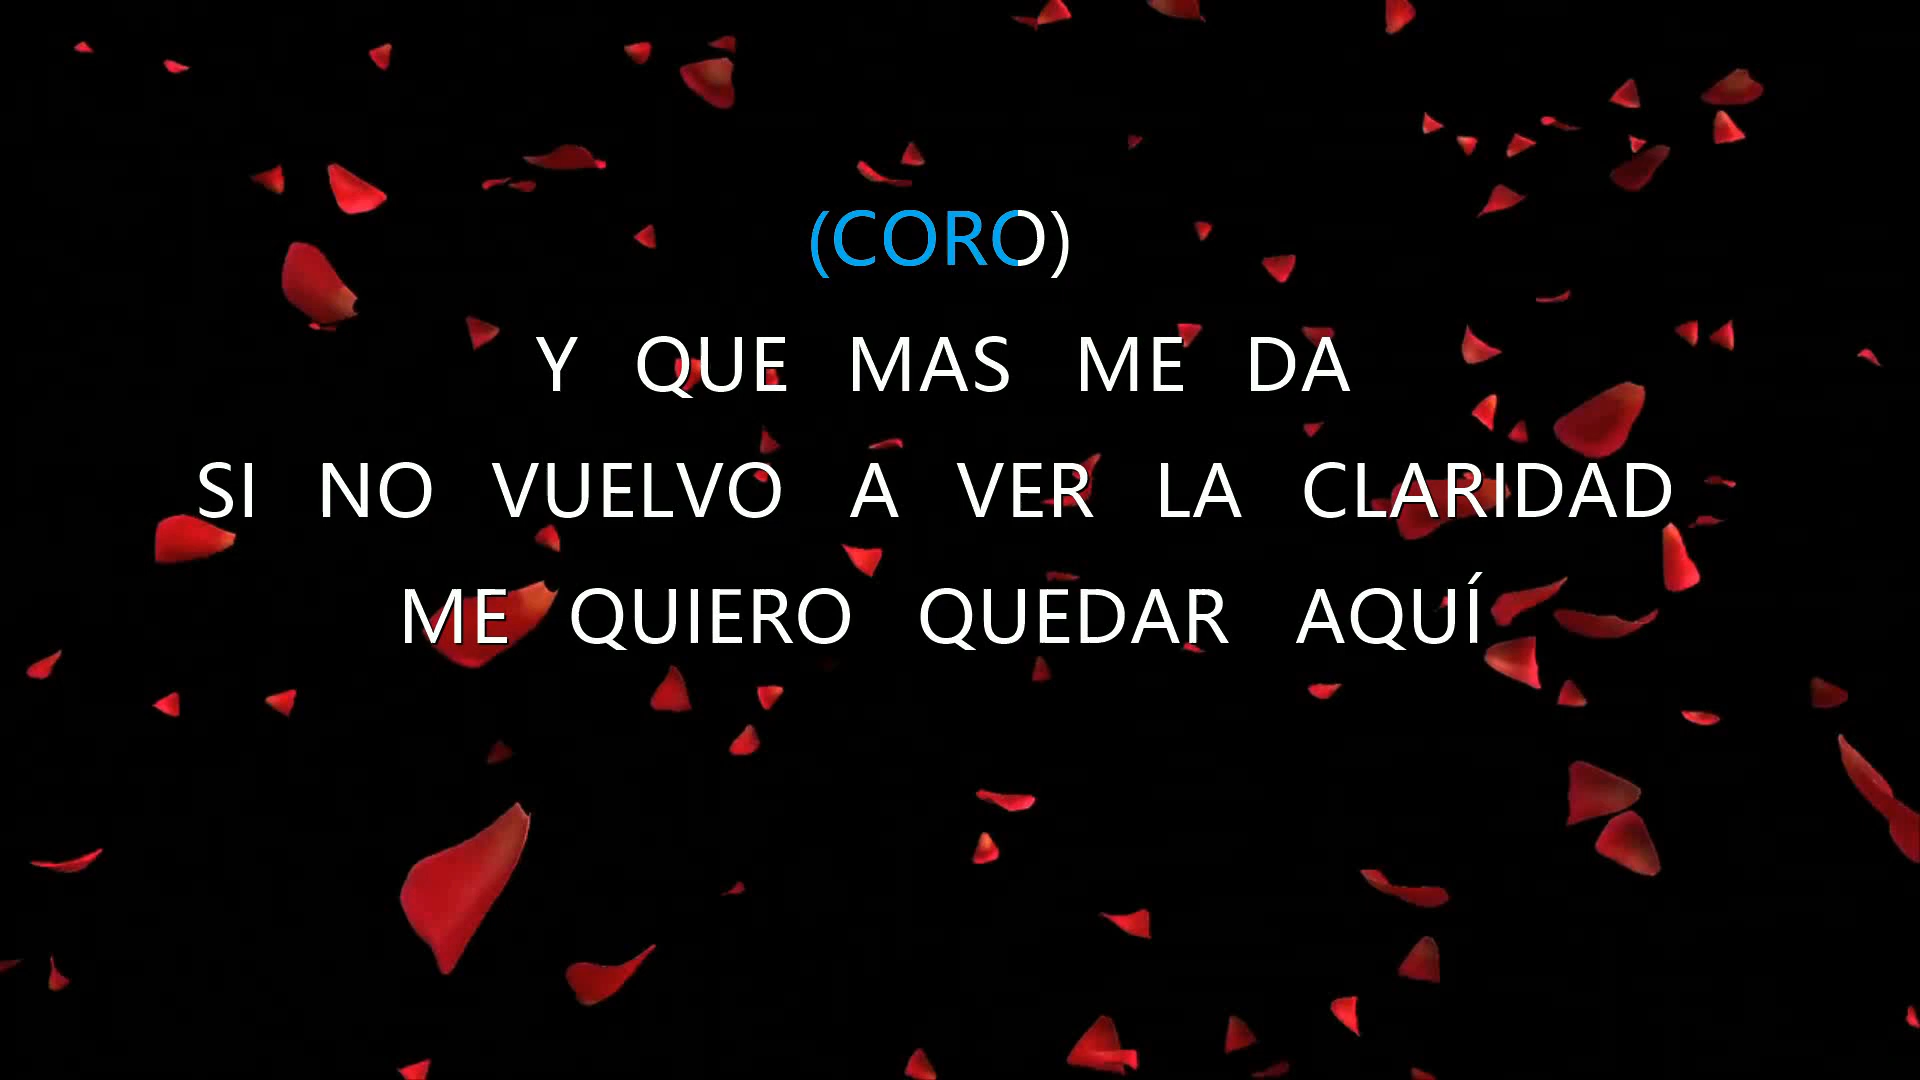 (CORO)
Y QUE MAS ME DA
SI NO VUELVO A VER LA CLARIDAD
ME QUIERO QUEDAR AQUÍ